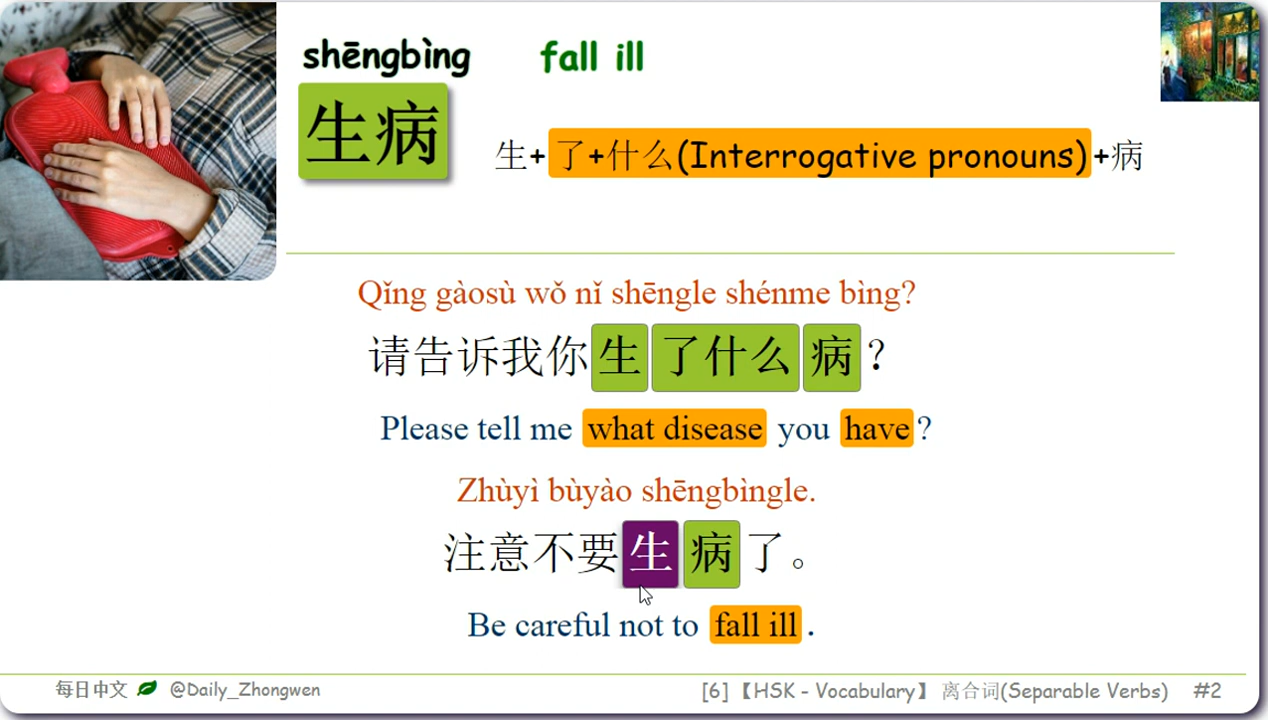 shēngbìng fall ill
生病
生+了+什么(Interrogative pronouns)+病
Qǐng gàosù wǒ nǐ shēngle shénme bìng?
请告诉我你生了什么病？
Please tell me what disease you have?
Zhùyì bùyào shēngbìngle.
注意不要生病了。
Be careful not to fall ill.
每日中文 @Daily_Zhongwen
[6]【HSK - Vocabulary】 离合词(Separable Verbs) #2